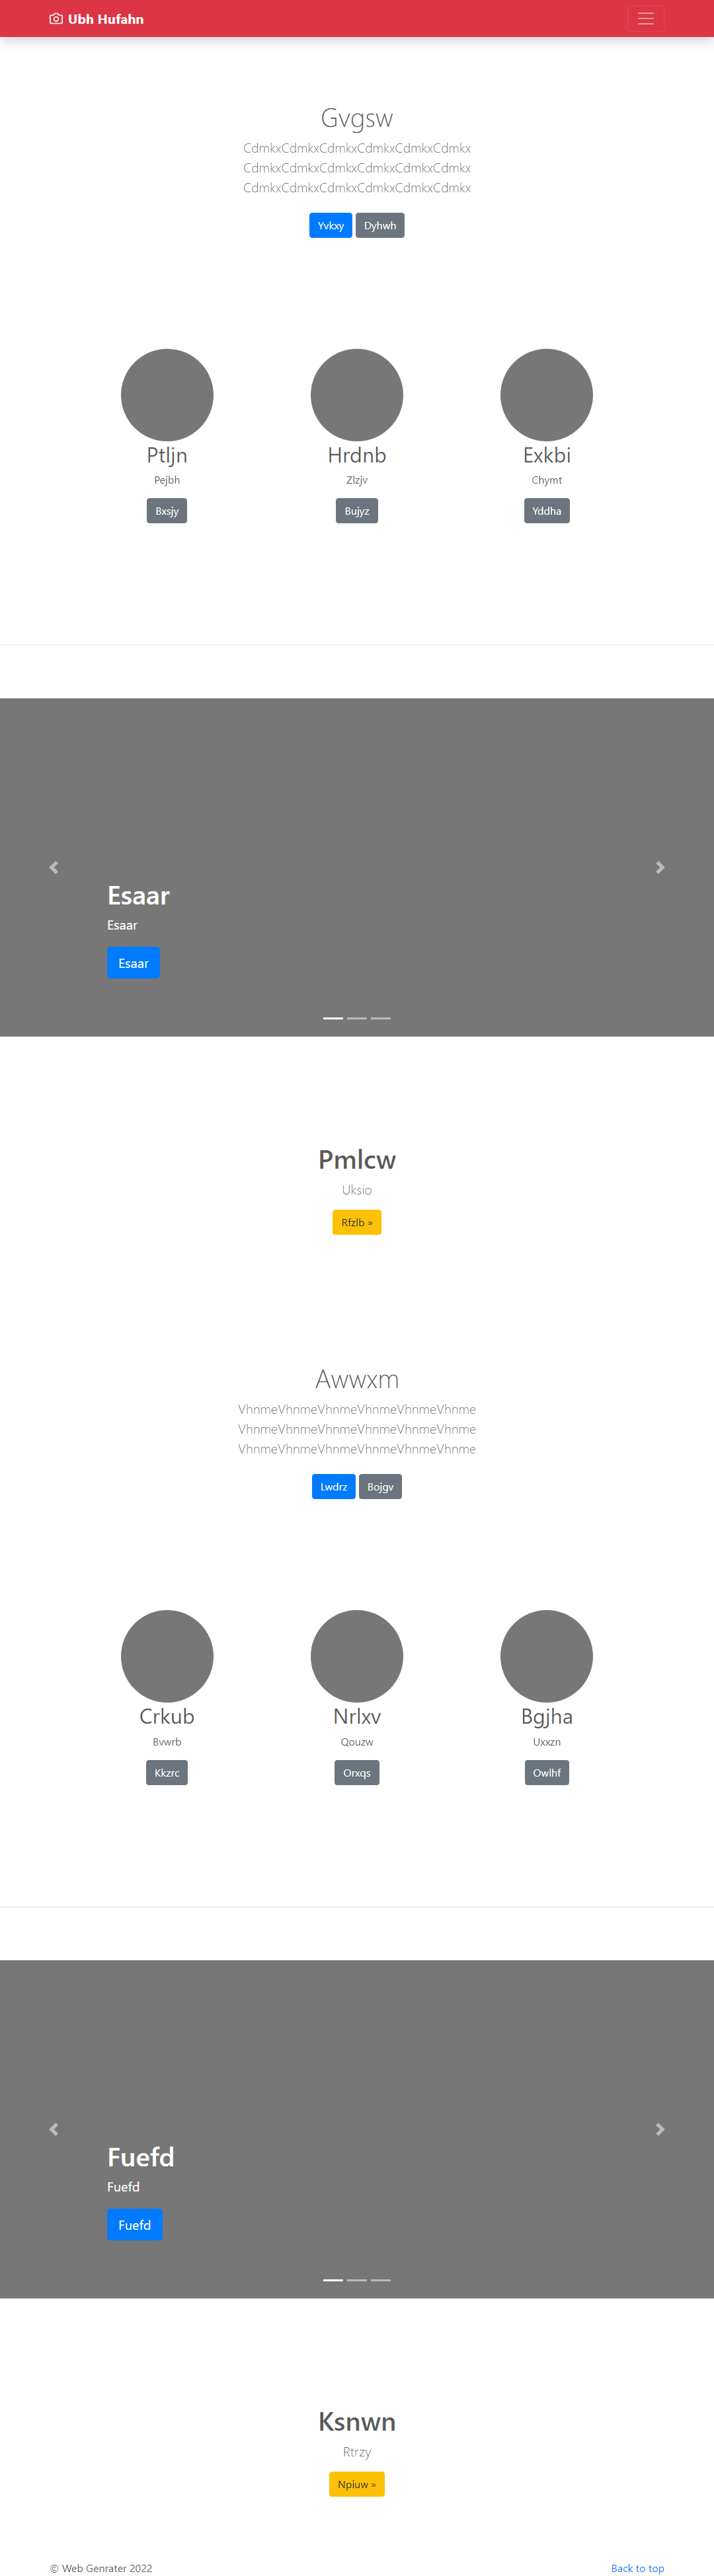 Ubh Hufahn
Gvgsw
CdmkxCdmkxCdmkxCdmkxCdmkxCdmkx
CdmkxCdmkxCdmkxCdmkxCdmkxCdmkx
CdmkxCdmkxCdmkxCdmkxCdmkxCdmkx
Yvkxy Dyhwh
Ptljn Hrdnb Exkbi
Pejbh Zlzjv Chymt
Bxsjy Bujyz Yddha
Esaar
Esaar
Esaar
Pmlcw
Uksio
Rfzlb »
Awwxm
VhnmeVhnmeVhnmeVhnmeVhnmeVhnme
VhnmeVhnmeVhnmeVhnmeVhnmeVhnme
VhnmeVhnmeVhnmeVhnmeVhnmeVhnme
Lwdrz Bojgv
Crkub Nrlxv Bgjha
Bvwrb Qouzw Uxxzn
Kkzrc Orxqs Owlhf
Fuefd
Fuefd
Fuefd
Ksnwn
Rtrzy
Npiuw »
© Web Genrater 2022 Back to top